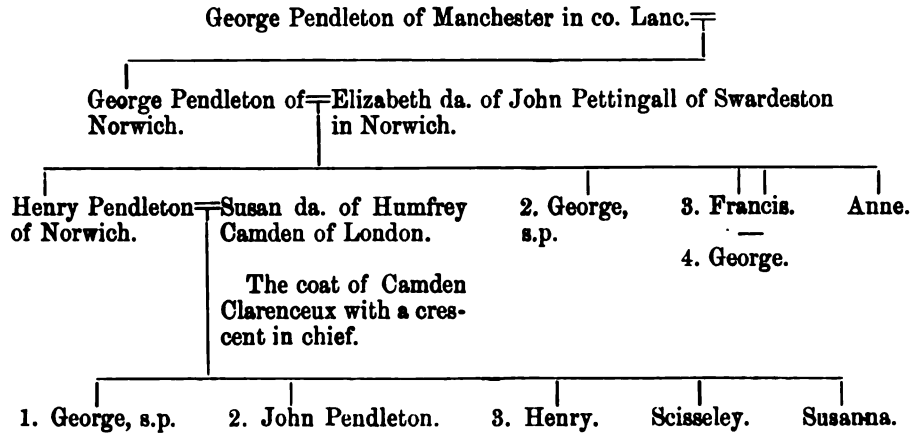 George Pendleton of Manchester in co. Lanc.
George Pendleton of
Norwich.
Elizabeth da. of John Pettingall of Swardeston
in Norwich.
Henry Pendleton
of Norwich.
Susan da. of Humfrey
Camden of London.
The coat of Camden
Clarenceux with a cres-
cent in chief.
2. George,
s.p.
3. Francis.
4. George.
Anne.
1. George, s.p.
2. John Pendleton.
3. Henry.
Scisseley.
Susanna.